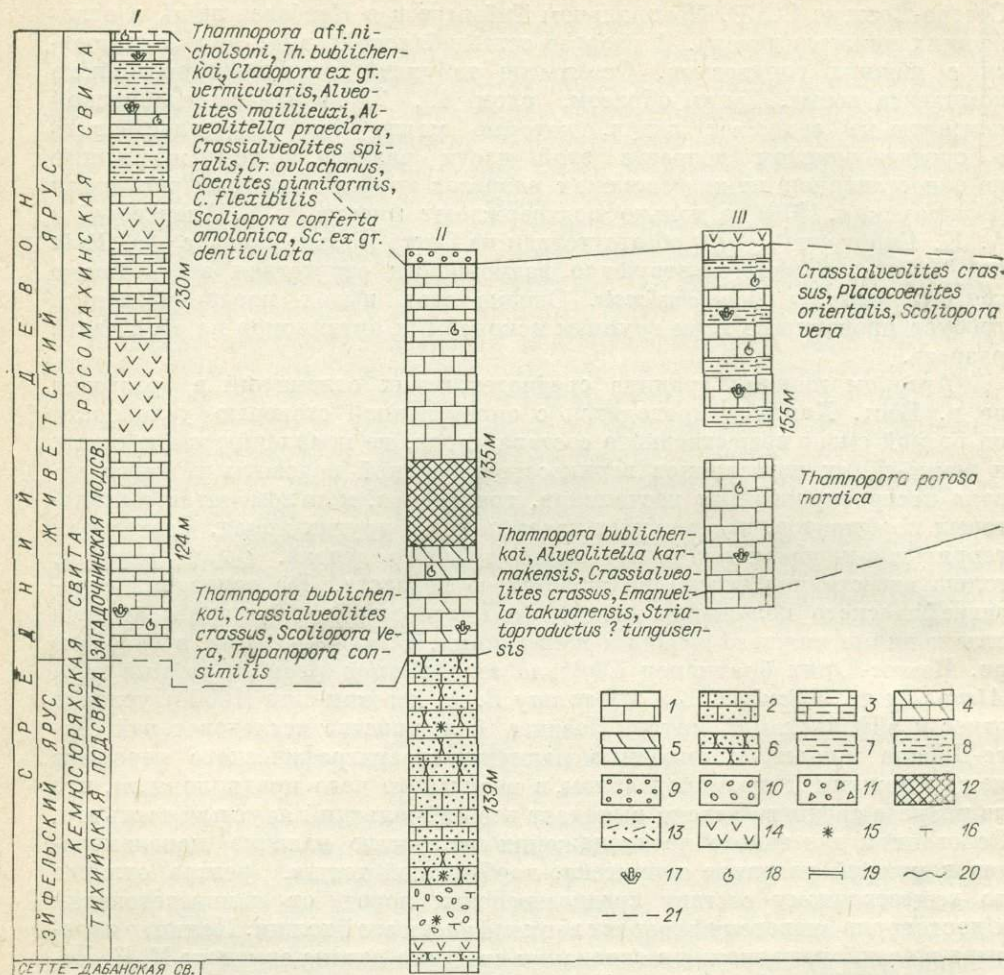 I
Thamnopora aff. ni-
cholsoni, Th. bublichen-
koi, Cladopora ex gr.
vermicularis, Alveo-
lites maillieuxi, Al-
veolitella praeclara,
Crassialveolites spi-
ralis, Cr. oulachanus,
Coenites pinniformis,
C. flexibilis
Scoliopora conferta
omolonica, Sc. ex gr.
denticulata
II
III
Crassialveolites cras-
sus, Placocoenites
orientalis, Scoliopora
vera
Thamnopora porosa
nordica
Thamnopora bublichen-
koi, Alveolitella kar-
makensis, Crassialveo-
lites crassus, Emanuel-
la takwanensis, Stria-
toproductus ? tungusen-
sis
Thamnopora bublichen-
koi, Crassialveolites
crassus, Scoliopora Ve-
ra, Trypanopora con-
similis
СРЕДНИЙ ДЕВОН
ЖИВЕТСКИЙ ЯРУС
ЭЙФЕЛЬСКИЙ ЯРУС
РОСОМАХИНСКАЯ СВИТА
КЕМЮСЮРЯХСКАЯ СВИТА
ЗАГАДОЧНИНСКАЯ ПОДСВ.
ТИХИЙСКАЯ ПОДСВИТА
СЕТТЕ-ДАБАНСКАЯ СВ.
230м
124м
135м
139м
155м
1 2 3 4
5 6 7 8
9 10 11 12
13 14 15 16
17 18 19 20
21